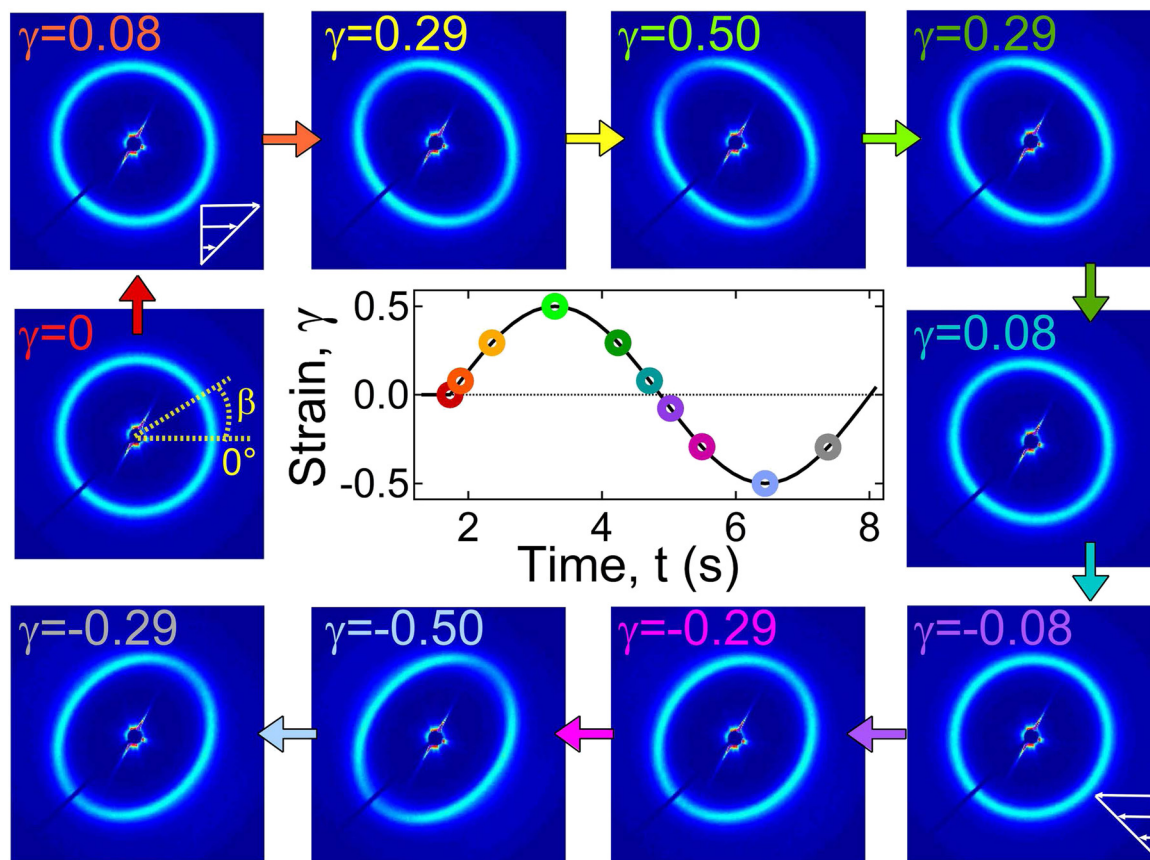 γ=0.08
γ=0.29
γ=0.50
γ=0.29
γ=0
β
0°
Strain, γ
0.5
0.0
-0.5
2
4
6
8
Time, t (s)
γ=0.08
γ=-0.29
γ=-0.50
γ=-0.29
γ=-0.08